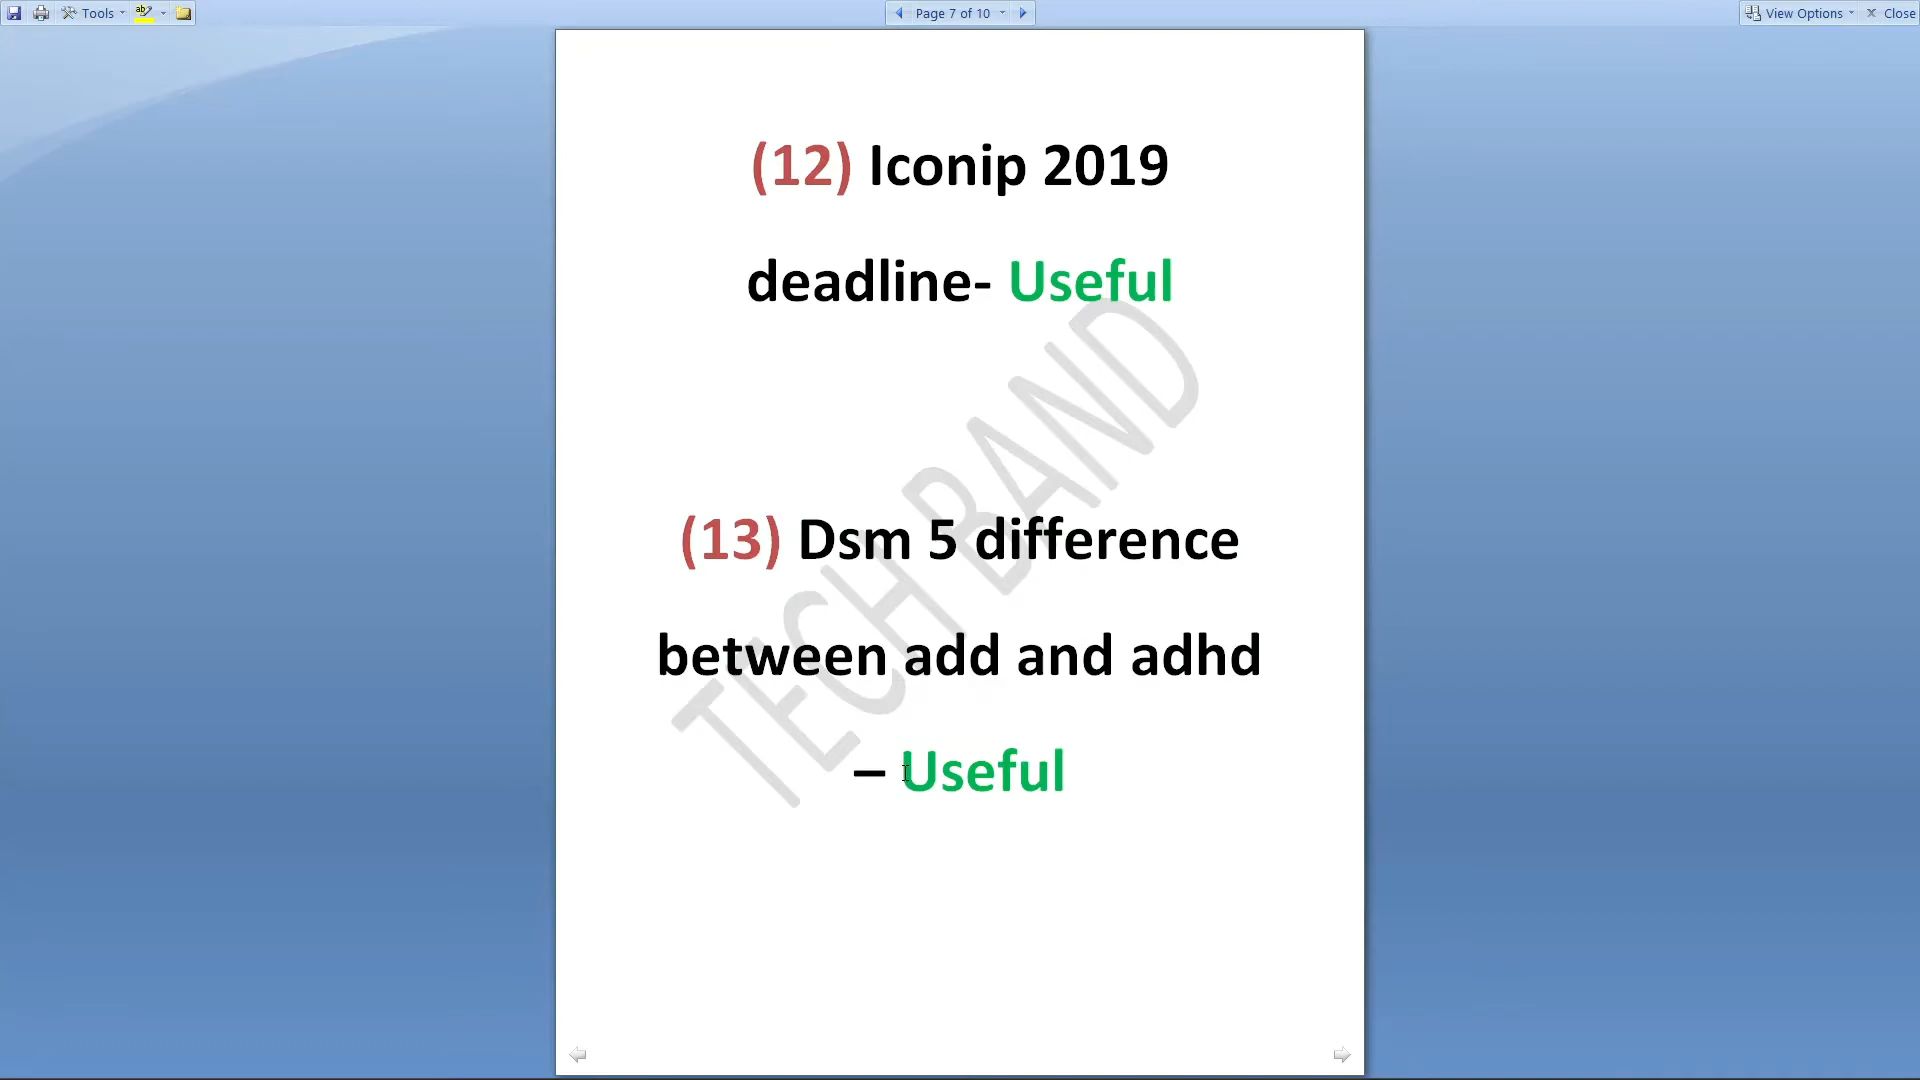 Tools
Page 7 of 10
View Options
Close
(12) Iconip 2019
deadline- Useful
TECH BAND
(13) Dsm 5 difference
between add and adhd
– Useful